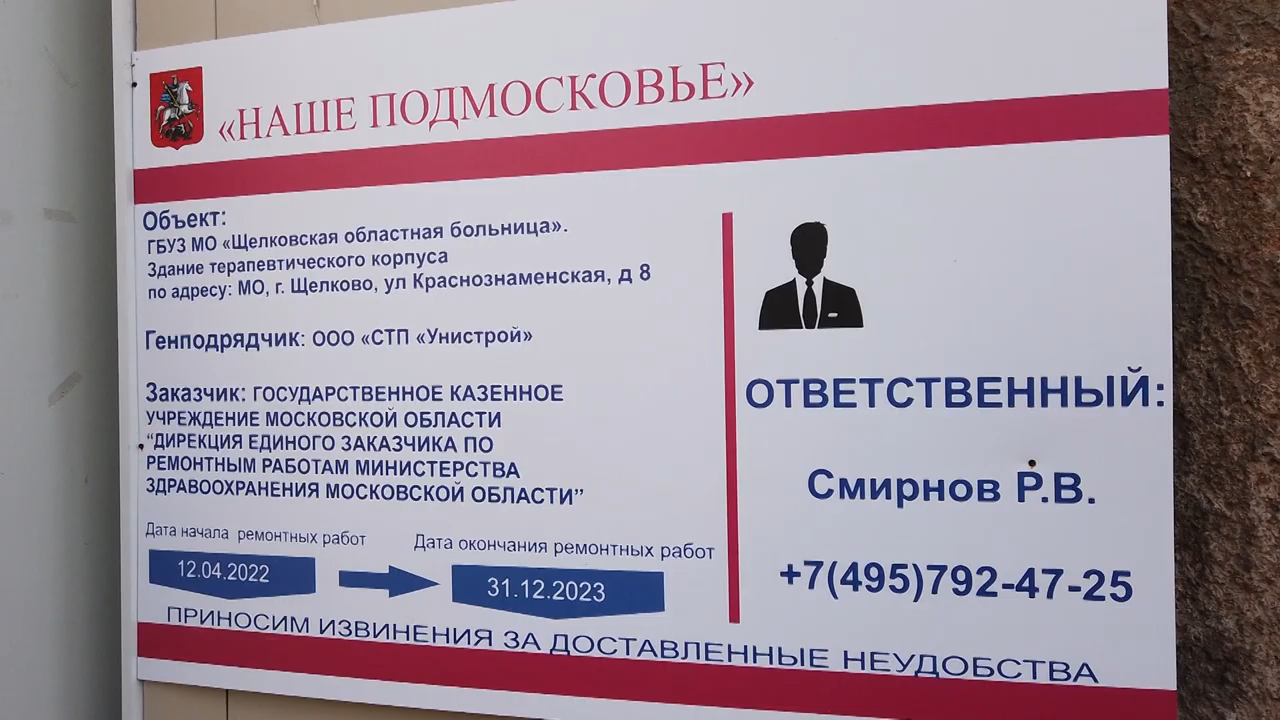 «НАШЕ ПОДМОСКОВЬЕ»
Объект:
ГБУЗ МО «Щелковская областная больница».
Здание терапевтического корпуса
по адресу: МО, г. Щелково, ул Краснознаменская, д 8
Генподрядчик: ООО «СТП «Унистрой»
Заказчик: ГОСУДАРСТВЕННОЕ КАЗЕННОЕ
УЧРЕЖДЕНИЕ МОСКОВСКОЙ ОБЛАСТИ
“ДИРЕКЦИЯ ЕДИНОГО ЗАКАЗЧИКА ПО
РЕМОНТНЫМ РАБОТАМ МИНИСТЕРСТВА
ЗДРАВООХРАНЕНИЯ МОСКОВСКОЙ ОБЛАСТИ”
Дата начала ремонтных работ
12.04.2022
Дата окончания ремонтных работ
31.12.2023
ОТВЕТСТВЕННЫЙ:
Смирнов Р.В.
+7(495)792-47-25
ПРИНОСИМ ИЗВИНЕНИЯ ЗА ДОСТАВЛЕННЫЕ НЕУДОБСТВА